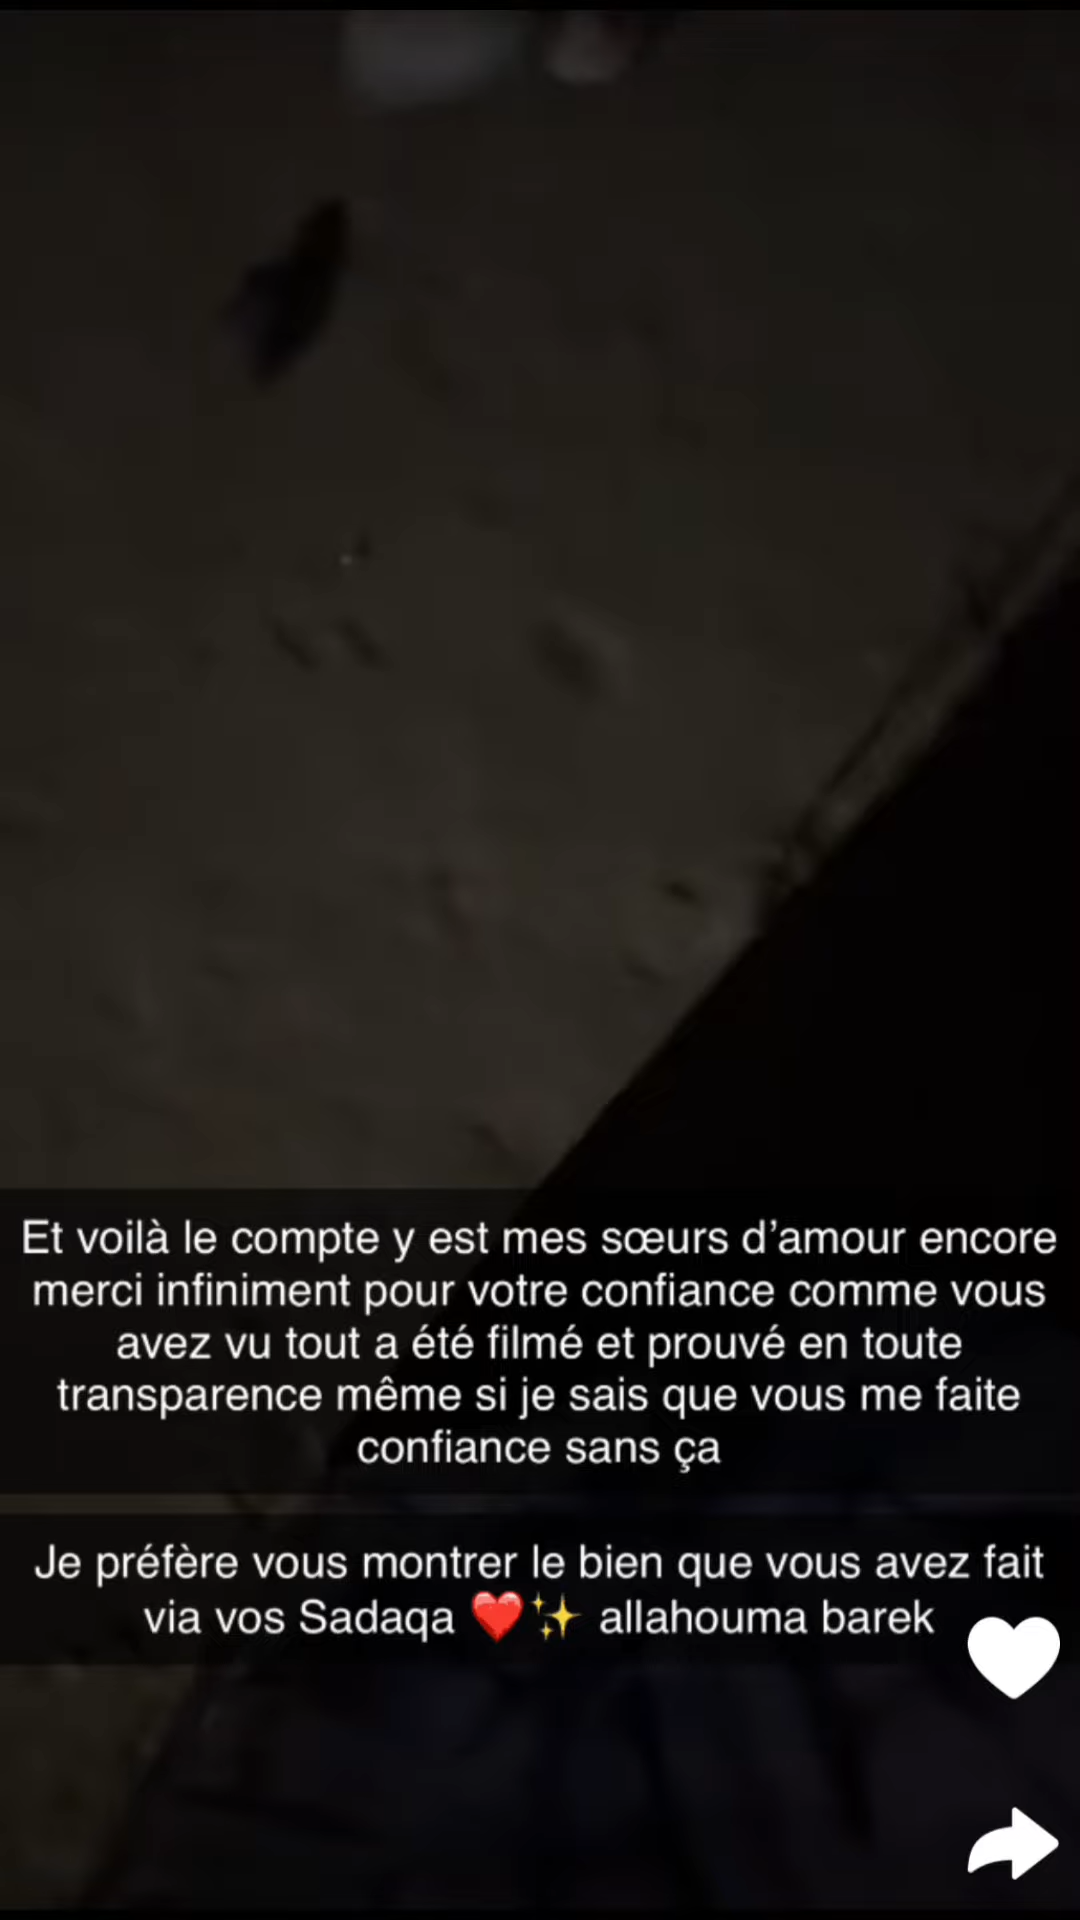 Et voilà le compte y est mes sœurs d’amour encore
merci infiniment pour votre confiance comme vous
avez vu tout a été filmé et prouvé en toute
transparence même si je sais que vous me faite
confiance sans ça
Je préfère vous montrer le bien que vous avez fait
via vos Sadaqa ❤️✨ allahouma barek